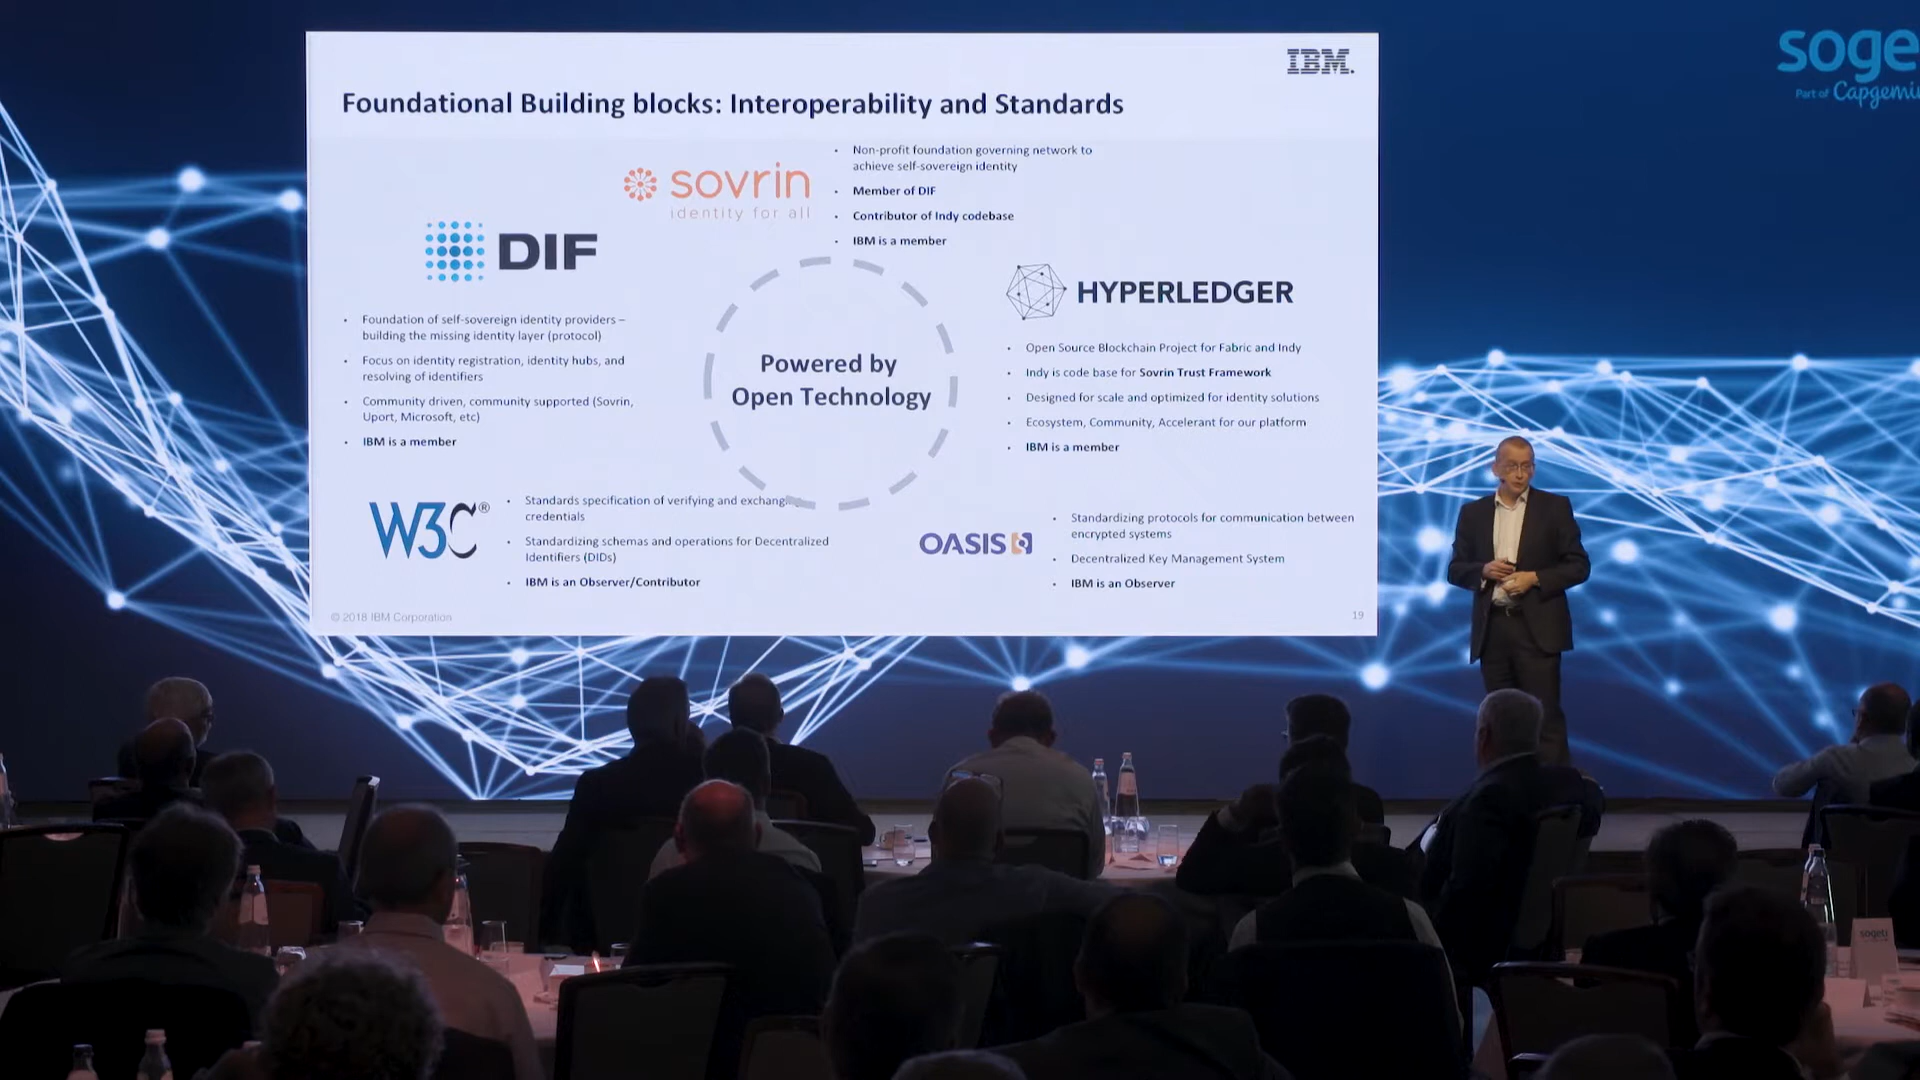 IBM.
Foundational Building blocks: Interoperability and Standards
sovrin
identity for all
• Non-profit foundation governing network to
achieve self-sovereign identity
• Member of DIF
• Contributor of Indy codebase
• IBM is a member
DIF
• Foundation of self-sovereign identity providers –
building the missing identity layer (protocol)
• Focus on identity registration, identity hubs, and
resolving of identifiers
• Community driven, community supported (Sovrin,
Uport, Microsoft, etc)
• IBM is a member
Powered by
Open Technology
HYPERLEDGER
• Open Source Blockchain Project for Fabric and Indy
• Indy is code base for Sovrin Trust Framework
• Designed for scale and optimized for identity solutions
• Ecosystem, Community, Accelerant for our platform
• IBM is a member
W3C®
• Standards specification of verifying and exchang
credentials
• Standardizing schemas and operations for Decentralized
Identifiers (DIDs)
• IBM is an Observer/Contributor
OASIS
• Standardizing protocols for communication between
encrypted systems
• Decentralized Key Management System
• IBM is an Observer
© 2018 IBM Corporation
19
soge
Part of Capgemi
sogeti